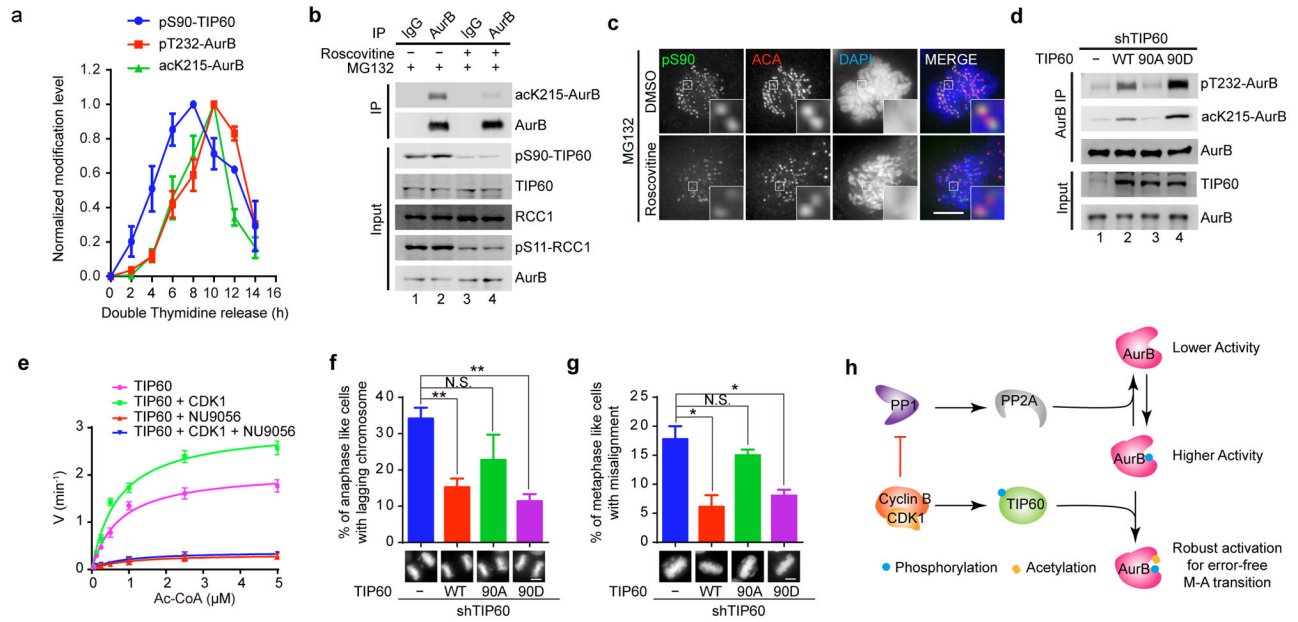 a
pS90-TIP60
pT232-AurB
acK215-AurB
Normalized modification level
1.0
0.8
0.6
0.4
0.2
0.0
0 2 4 6 8 10 12 14 16
Double Thymidine release (h)
b
IP IgG AurB IgG AurB
Roscovitine – – + +
MG132 + + + +
IP
acK215-AurB
AurB
Input
pS90-TIP60
TIP60
RCC1
pS11-RCC1
AurB
1 2 3 4
c
MG132
DMSO
Roscovitine
pS90 ACA DAPI MERGE
d
shTIP60
TIP60 – WT 90A 90D
AurB IP
pT232-AurB
acK215-AurB
AurB
Input
TIP60
AurB
1 2 3 4
e
TIP60
TIP60 + CDK1
TIP60 + NU9056
TIP60 + CDK1 + NU9056
V
(min⁻¹)
3
2
1
0
0 1 2 3 4 5
Ac-CoA (μM)
f
% of anaphase like cells
with lagging chromosome
40
30
20
10
0
**
N.S.
**
TIP60 – WT 90A 90D
shTIP60
g
% of metaphase like cells
with misalignment
25
20
15
10
5
0
*
N.S.
*
TIP60 – WT 90A 90D
shTIP60
h
AurB Lower Activity
PP1
PP2A
AurB Higher Activity
Cyclin B
CDK1
TIP60
Phosphorylation
Acetylation
AurB
Robust activation
for error-free
M-A transition